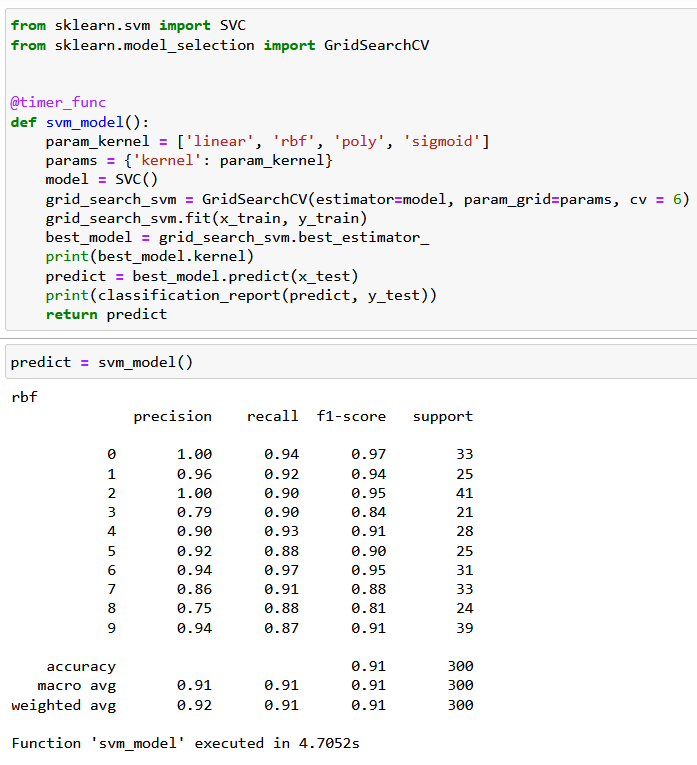 from sklearn.svm import SVC
from sklearn.model_selection import GridSearchCV
@timer_func
def svm_model():
    param_kernel = ['linear', 'rbf', 'poly', 'sigmoid']
    params = {'kernel': param_kernel}
    model = SVC()
    grid_search_svm = GridSearchCV(estimator=model, param_grid=params, cv = 6)
    grid_search_svm.fit(x_train, y_train)
    best_model = grid_search_svm.best_estimator_
    print(best_model.kernel)
    predict = best_model.predict(x_test)
    print(classification_report(predict, y_test))
    return predict
predict = svm_model()
rbf
              precision    recall  f1-score   support
           0       1.00      0.94      0.97        33
           1       0.96      0.92      0.94        25
           2       1.00      0.90      0.95        41
           3       0.79      0.90      0.84        21
           4       0.90      0.93      0.91        28
           5       0.92      0.88      0.90        25
           6       0.94      0.97      0.95        31
           7       0.86      0.91      0.88        33
           8       0.75      0.88      0.81        24
           9       0.94      0.87      0.91        39
    accuracy                           0.91       300
   macro avg       0.91      0.91      0.91       300
weighted avg       0.92      0.91      0.91       300
Function 'svm_model' executed in 4.7052s